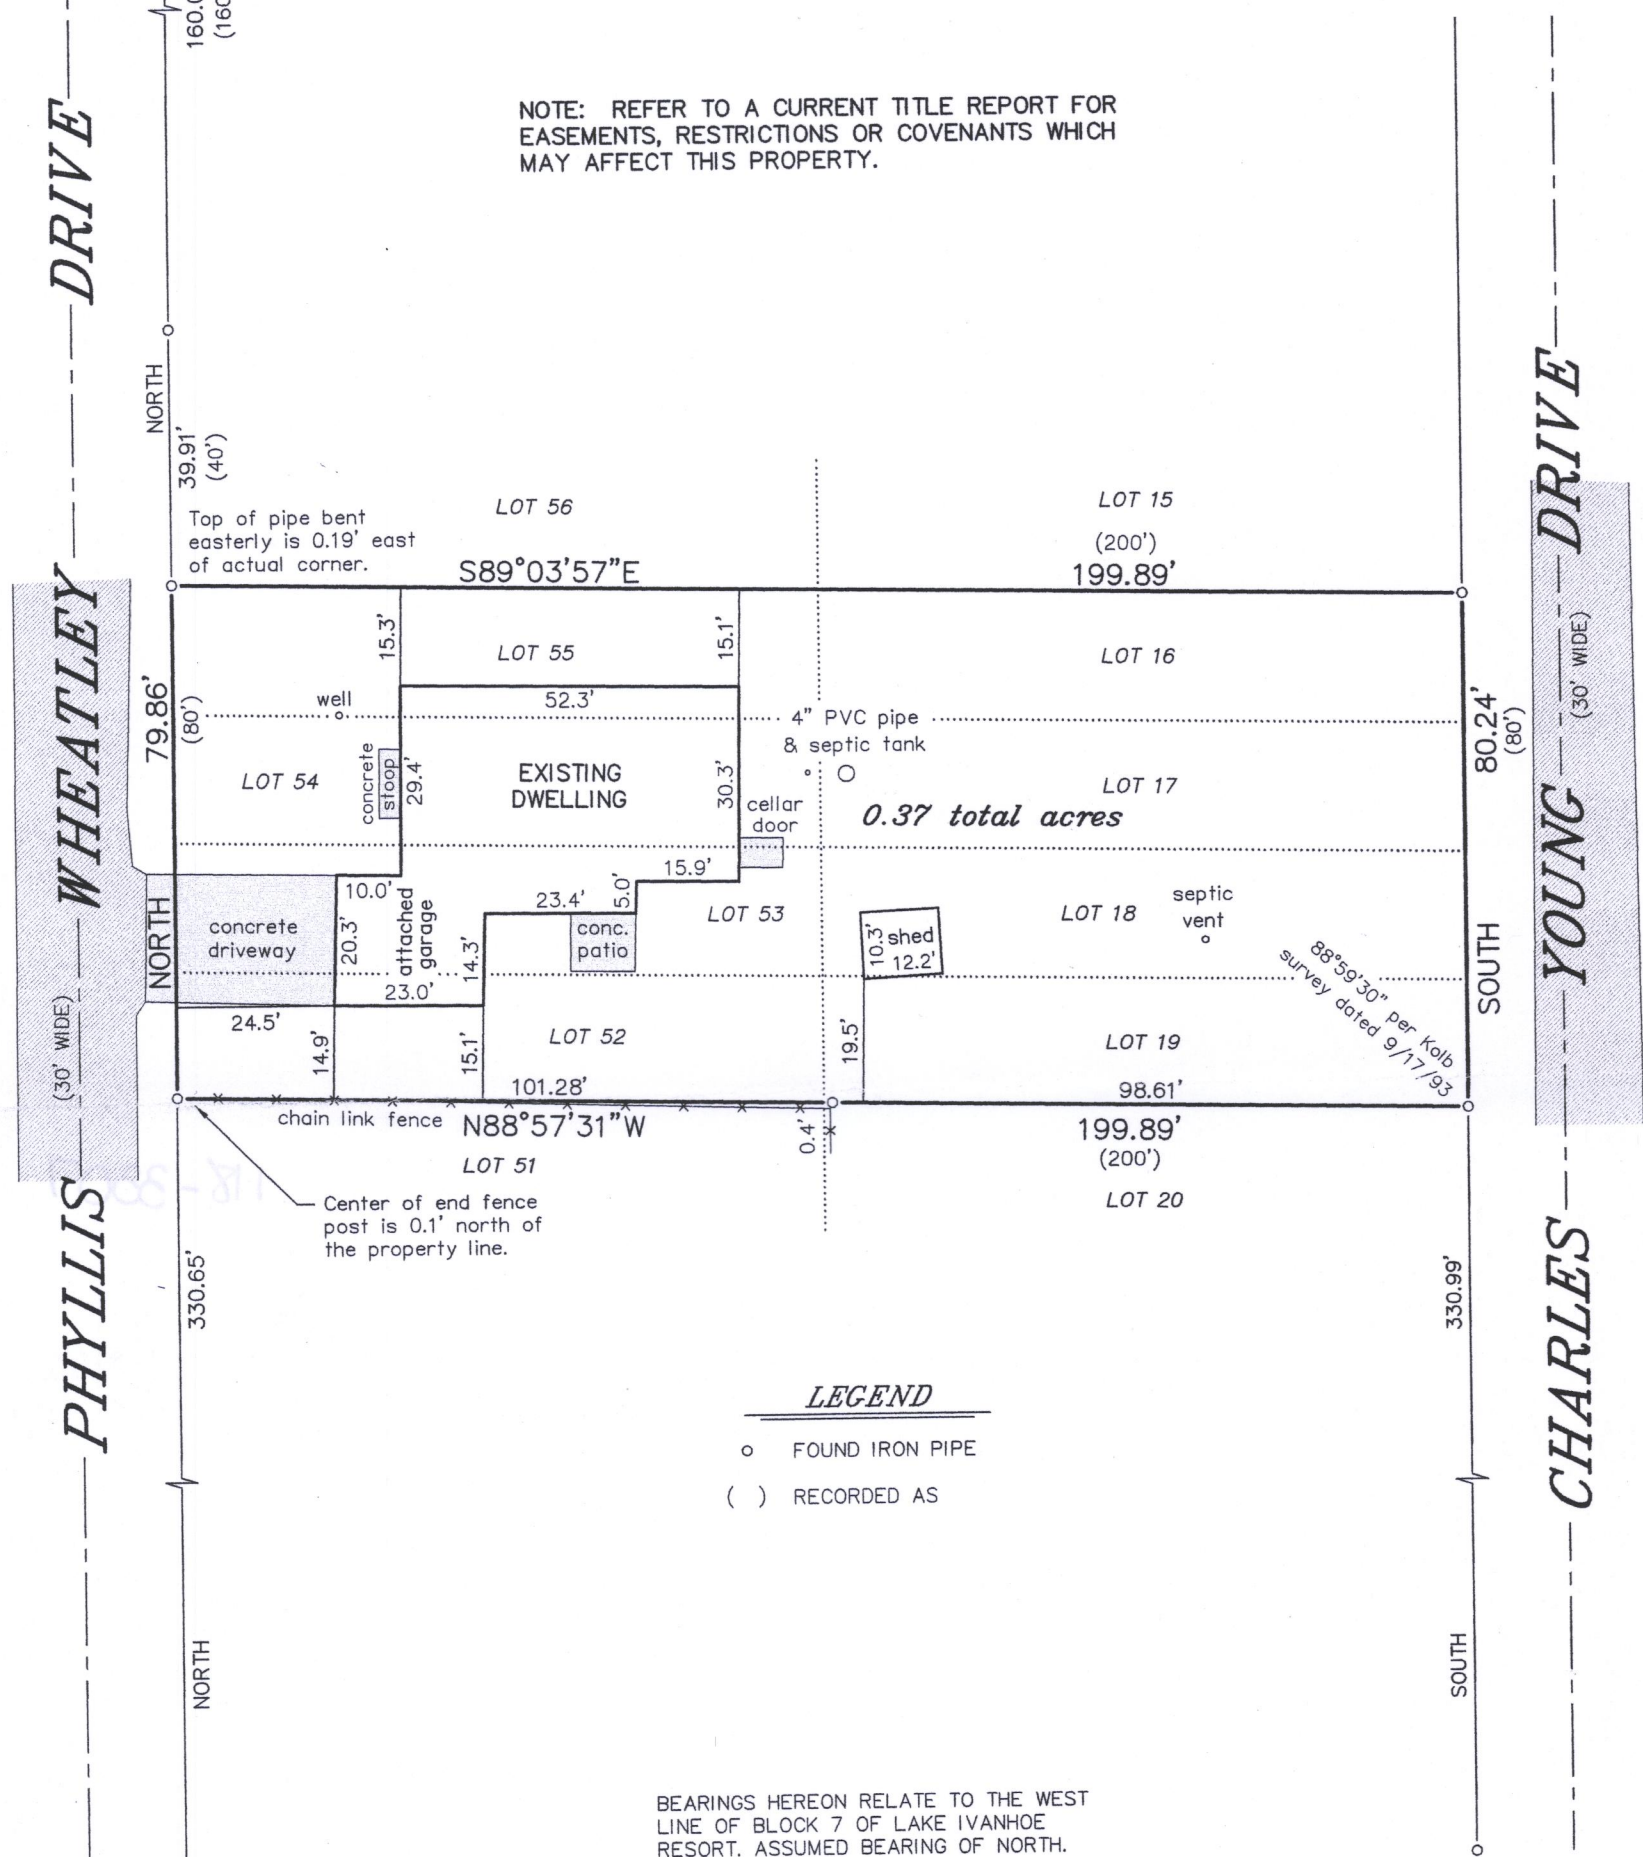 160.0
(160
NOTE: REFER TO A CURRENT TITLE REPORT FOR
EASEMENTS, RESTRICTIONS OR COVENANTS WHICH
MAY AFFECT THIS PROPERTY.
PHYLLIS WHEATLEY DRIVE
(30' WIDE)
CHARLES YOUNG DRIVE
(30' WIDE)
NORTH
39.91'
(40')
Top of pipe bent
easterly is 0.19' east
of actual corner.
LOT 56
LOT 15
(200')
S89°03'57"E
199.89'
15.3'
LOT 55
15.1'
LOT 16
79.86'
(80')
80.24'
(80')
well
52.3'
4" PVC pipe
& septic tank
LOT 54
concrete
stoop
29.4'
EXISTING
DWELLING
30.3'
cellar
door
LOT 17
0.37 total acres
15.9'
10.0'
23.4'
5.0'
LOT 53
LOT 18
septic
vent
NORTH
concrete
driveway
20.3'
attached
garage
14.3'
conc.
patio
10.3'
shed
12.2'
SOUTH
88°59'30" per Kolb
survey dated 9/17/93
23.0'
24.5'
14.9'
15.1'
LOT 52
19.5'
LOT 19
101.28'
98.61'
chain link fence
N88°57'31"W
0.4'
199.89'
(200')
LOT 51
LOT 20
Center of end fence
post is 0.1' north of
the property line.
330.65'
330.99'
LEGEND
o FOUND IRON PIPE
( ) RECORDED AS
NORTH
SOUTH
BEARINGS HEREON RELATE TO THE WEST
LINE OF BLOCK 7 OF LAKE IVANHOE
RESORT. ASSUMED BEARING OF NORTH.